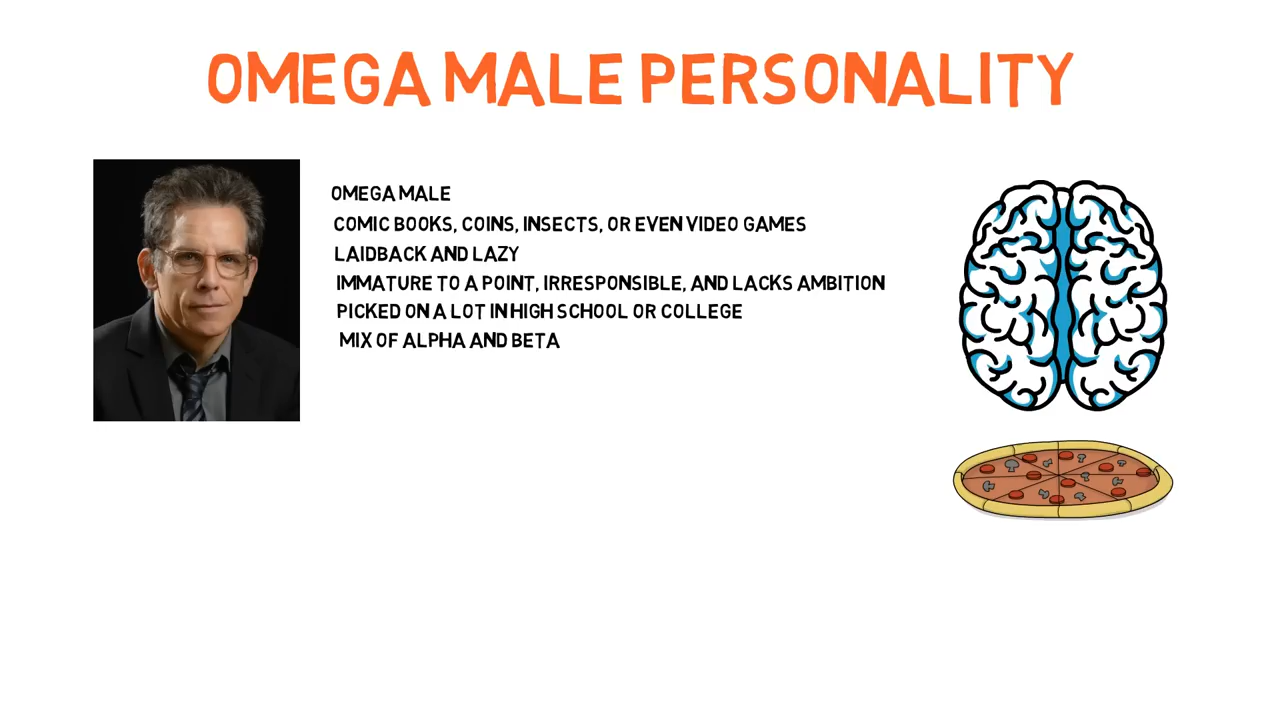 OMEGA MALE PERSONALITY
OMEGA MALE
COMIC BOOKS, COINS, INSECTS, OR EVEN VIDEO GAMES
LAIDBACK AND LAZY
IMMATURE TO A POINT, IRRESPONSIBLE, AND LACKS AMBITION
PICKED ON A LOT IN HIGH SCHOOL OR COLLEGE
MIX OF ALPHA AND BETA